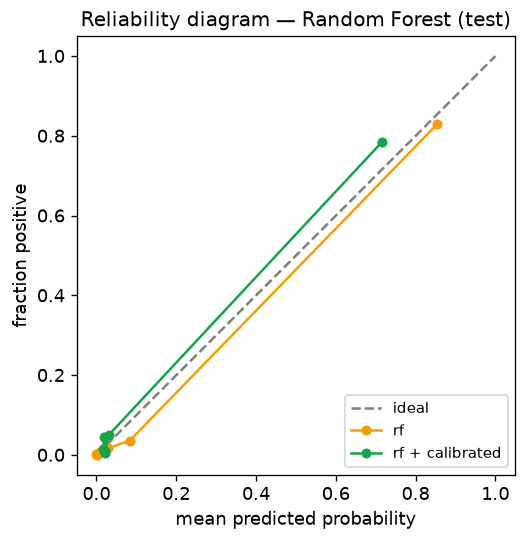 Reliability diagram — Random Forest (test)
fraction positive
1.0
0.8
0.6
0.4
0.2
0.0
0.0 0.2 0.4 0.6 0.8 1.0
mean predicted probability
ideal
rf
rf + calibrated